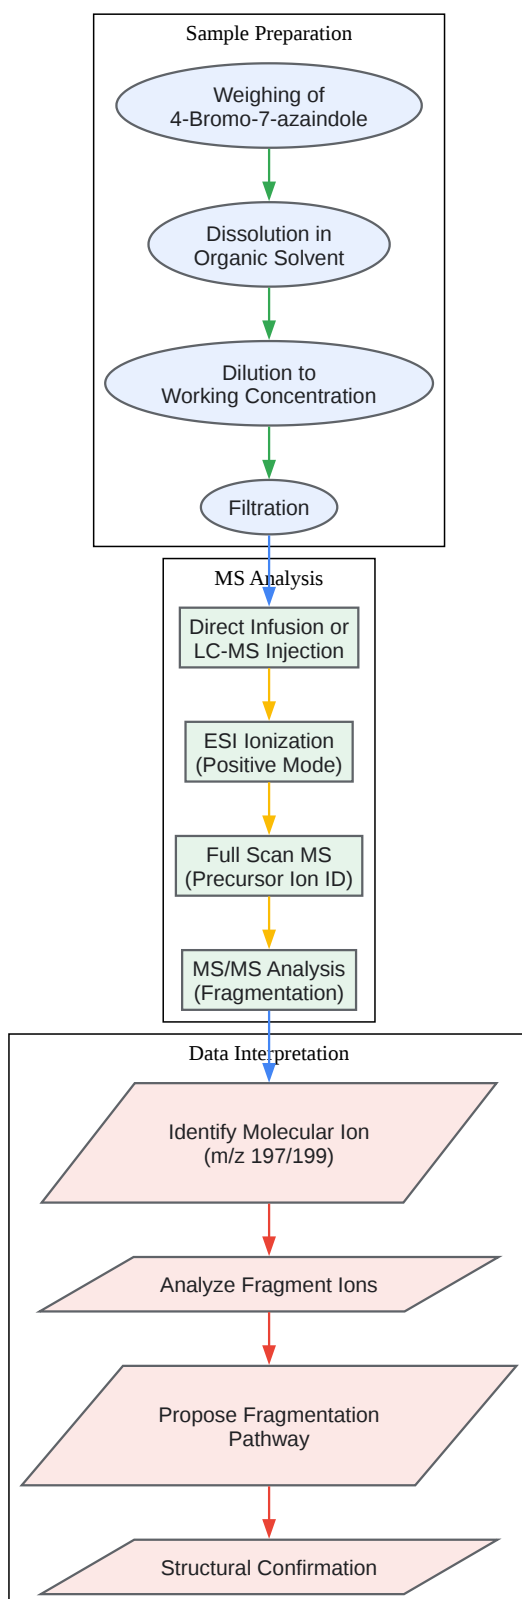 Sample Preparation
Weighing of
4-Bromo-7-azaindole
Dissolution in
Organic Solvent
Dilution to
Working Concentration
Filtration
MS Analysis
Direct Infusion or
LC-MS Injection
ESI Ionization
(Positive Mode)
Full Scan MS
(Precursor Ion ID)
MS/MS Analysis
(Fragmentation)
Data Interpretation
Identify Molecular Ion
(m/z 197/199)
Analyze Fragment Ions
Propose Fragmentation
Pathway
Structural Confirmation